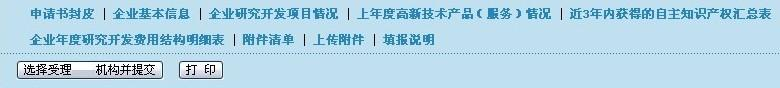 申请书封皮 | 企业基本信息 | 企业研究开发项目情况 | 上年度高新技术产品（服务）情况 | 近3年内获得的自主知识产权汇总表
企业年度研究开发费用结构明细表 | 附件清单 | 上传附件 | 填报说明
选择受理 机构并提交 打 印